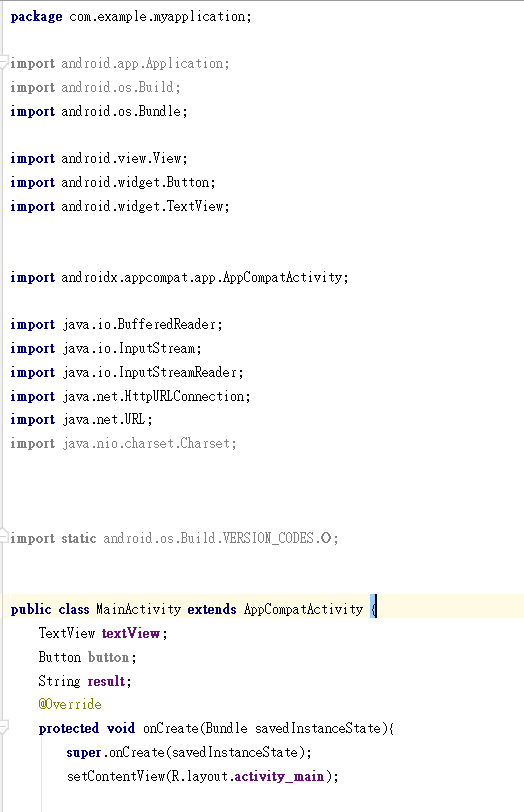 package com.example.myapplication;
import android.app.Application;
import android.os.Build;
import android.os.Bundle;
import android.view.View;
import android.widget.Button;
import android.widget.TextView;
import androidx.appcompat.app.AppCompatActivity;
import java.io.BufferedReader;
import java.io.InputStream;
import java.io.InputStreamReader;
import java.net.HttpURLConnection;
import java.net.URL;
import java.nio.charset.Charset;
import static android.os.Build.VERSION_CODES.O;
public class MainActivity extends AppCompatActivity {
TextView textView;
Button button;
String result;
@Override
protected void onCreate(Bundle savedInstanceState){
super.onCreate(savedInstanceState);
setContentView(R.layout.activity_main);